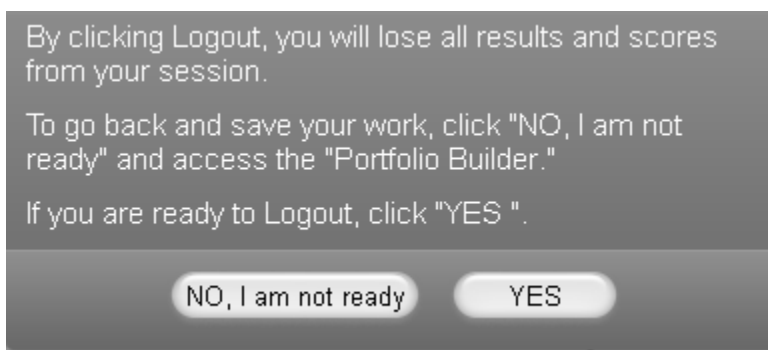 By clicking Logout, you will lose all results and scores
from your session.
To go back and save your work, click "NO, I am not
ready" and access the "Portfolio Builder."
If you are ready to Logout, click "YES ".
NO, I am not ready
YES